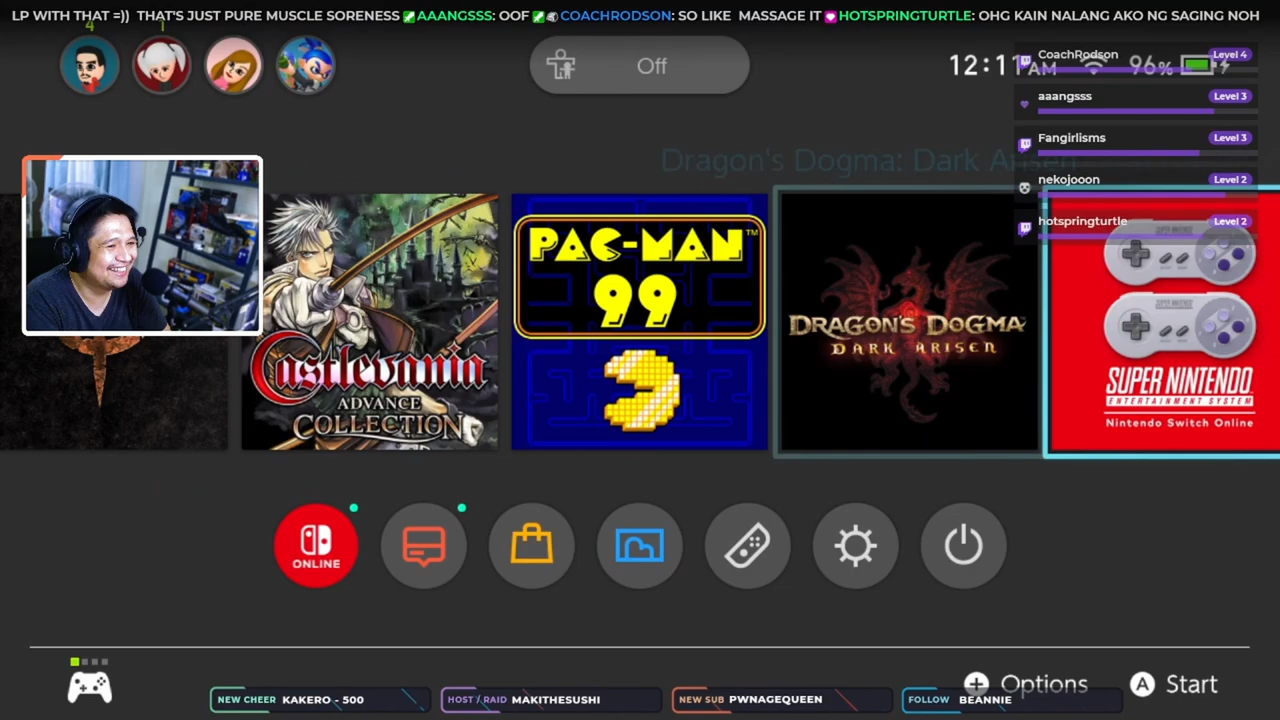 LP WITH THAT =)) THAT'S JUST PURE MUSCLE SORENESS AAANGSSS: OOF COACHRODSON: SO LIKE MASSAGE IT HOTSPRINGTURTLE: OHG KAIN NALANG AKO NG SAGING NOH
4 1
Off
12:11 AM 96%
CoachRodson Level 4
aaangsss Level 3
Fangirlisms Level 3
nekojooon Level 2
hotspringturtle Level 2
Dragon's Dogma: Dark Arisen
Castlevania
ADVANCE
COLLECTION
PAC-MAN™
99
DRAGON'S DOGMA
DARK ARISEN
SUPER NINTENDO
ENTERTAINMENT SYSTEM
Nintendo Switch Online
ONLINE
NEW CHEER KAKERO - 500
HOST / RAID MAKITHESUSHI
NEW SUB PWNAGEQUEEN
FOLLOW BEANNIE
Options
A Start